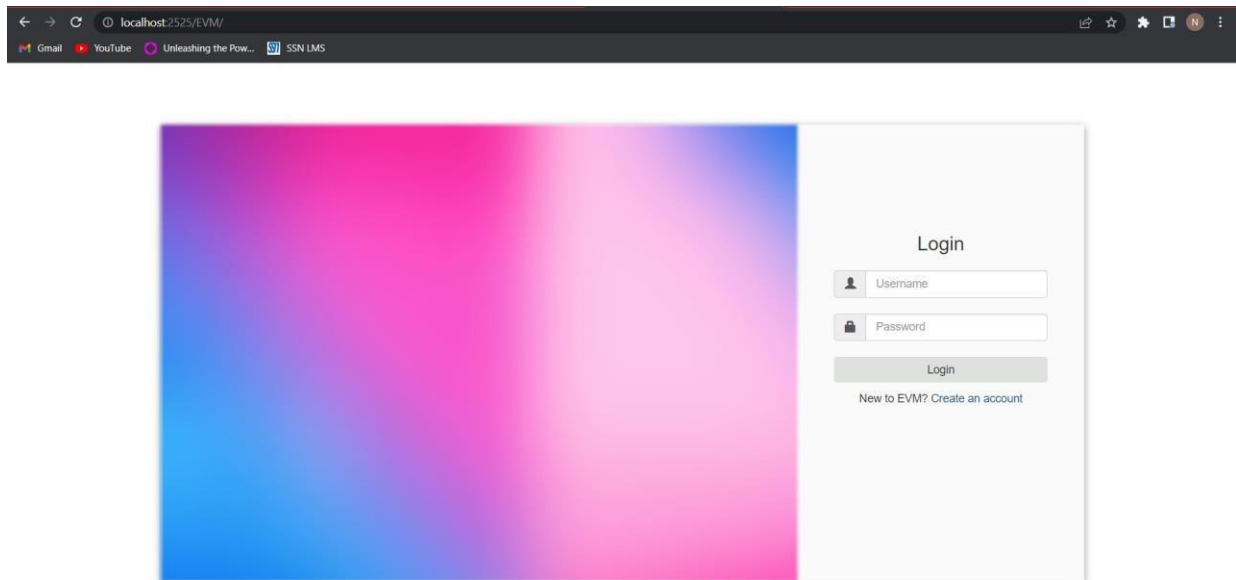 localhost:2525/EVM/
N
Gmail YouTube Unleashing the Pow... SSN LMS
Login
Username
Password
Login
New to EVM? Create an account